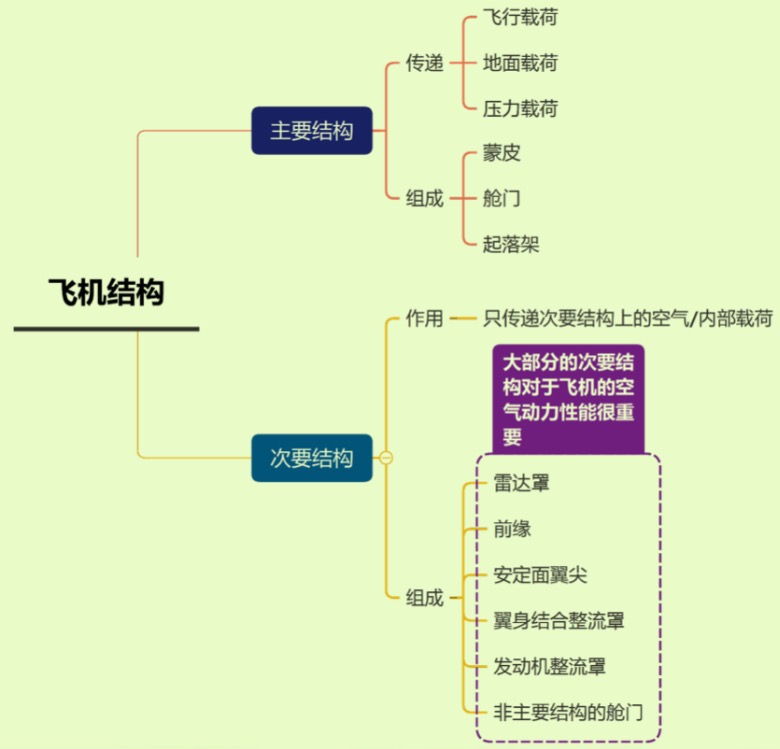 飞机结构
主要结构
传递
飞行载荷
地面载荷
压力载荷
组成
蒙皮
舱门
起落架
次要结构
作用
只传递次要结构上的空气/内部载荷
大部分的次要结
构对于飞机的空
气动力性能很重
要
组成
雷达罩
前缘
安定面翼尖
翼身结合整流罩
发动机整流罩
非主要结构的舱门